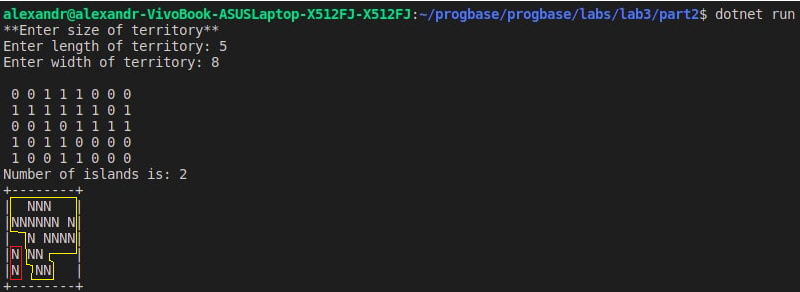 alexandr@alexandr-VivoBook-ASUSLaptop-X512FJ-X512FJ:~/progbase/progbase/labs/lab3/part2$ dotnet run
**Enter size of territory**
Enter length of territory: 5
Enter width of territory: 8

 0 0 1 1 1 0 0 0
 1 1 1 1 1 1 0 1
 0 0 1 0 1 1 1 1
 1 0 1 1 0 0 0 0
 1 0 0 1 1 0 0 0
Number of islands is: 2
+--------+
|  NNN   |
|NNNNNN N|
|  N NNNN|
|N NN    |
|N  NN   |
+--------+